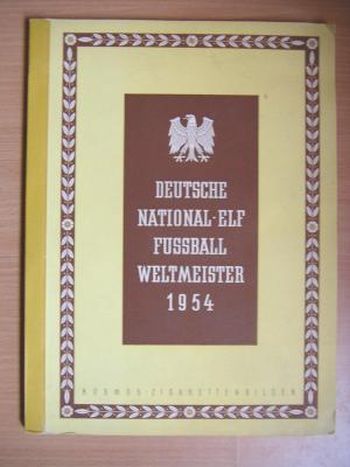 DEUTSCHE
NATIONAL-ELF
FUSSBALL
WELTMEISTER
1954
KOSMOS-ZIGARETTENBILDER